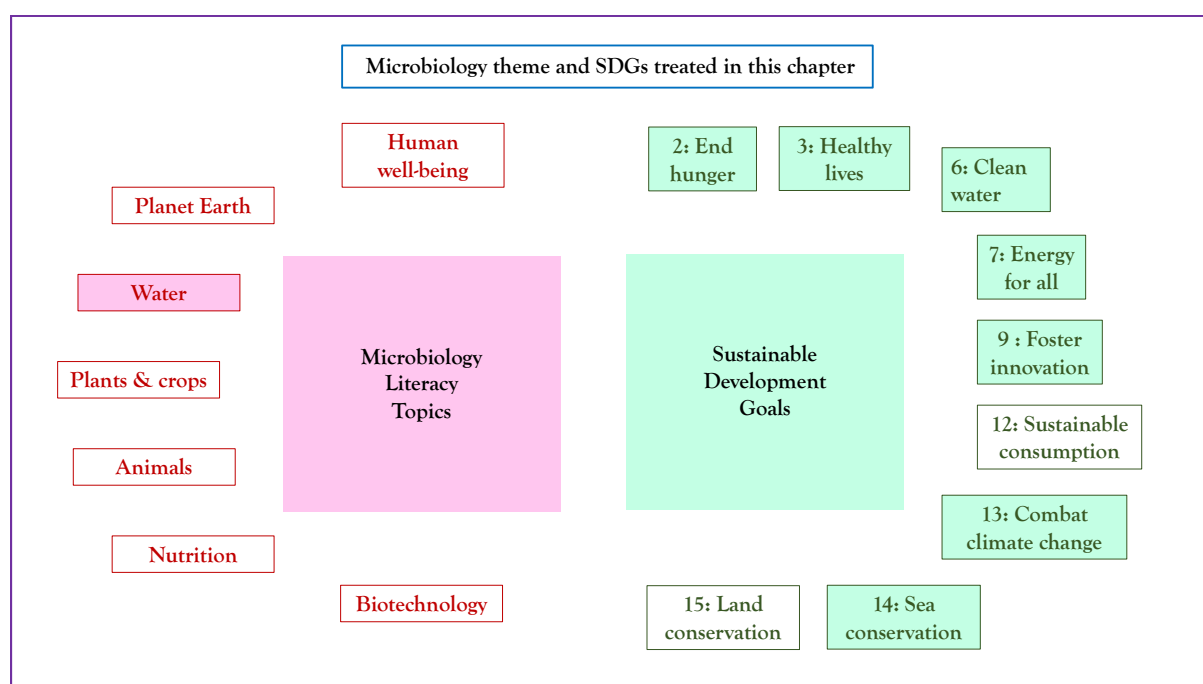 Microbiology theme and SDGs treated in this chapter
Human
well-being
Planet Earth
Water
Plants & crops
Animals
Nutrition
Biotechnology
Microbiology
Literacy
Topics
Sustainable
Development
Goals
2: End
hunger
3: Healthy
lives
6: Clean
water
7: Energy
for all
9 : Foster
innovation
12: Sustainable
consumption
13: Combat
climate change
14: Sea
conservation
15: Land
conservation